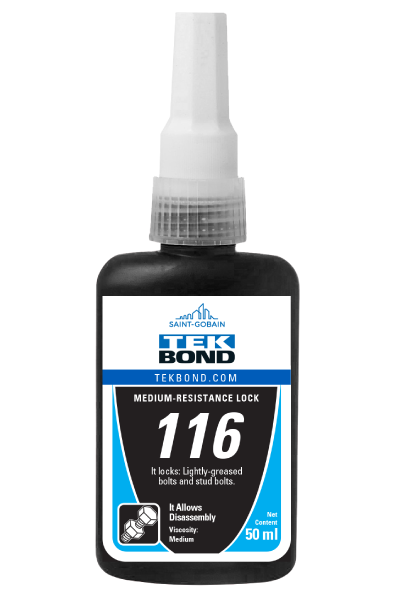 SAINT-GOBAIN
TEK
BOND
TEKBOND.COM
MEDIUM-RESISTANCE LOCK
116
It locks: Lightly-greased
bolts and stud bolts.
It Allows
Disassembly
Viscosity:
Medium
Net
Content
50 ml